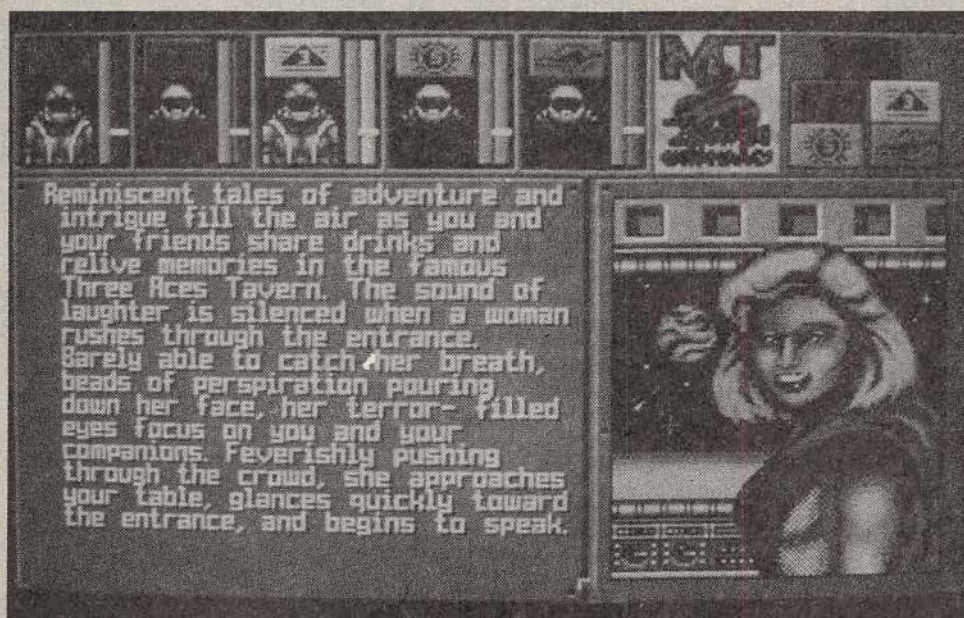 MT
Reminiscent tales of adventure and
intrigue fill the air as you and
your friends share drinks and
relive memories in the famous
Three Aces Tavern. The sound of
laughter is silenced when a woman
rushes through the entrance.
Barely able to catch her breath,
beads of perspiration pouring
down her face, her terror- filled
eyes focus on you and your
companions. Feverishly pushing
through the crowd, she approaches
your table, glances quickly toward
the entrance, and begins to speak.